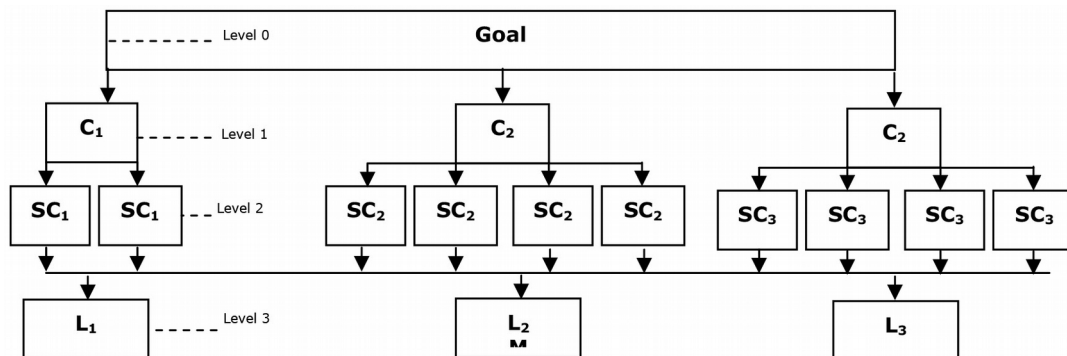 Level 0
Goal
C₁
Level 1
C₂
C₂
SC₁
SC₁
Level 2
SC₂
SC₂
SC₂
SC₂
SC₃
SC₃
SC₃
SC₃
L₁
Level 3
L₂
L₃